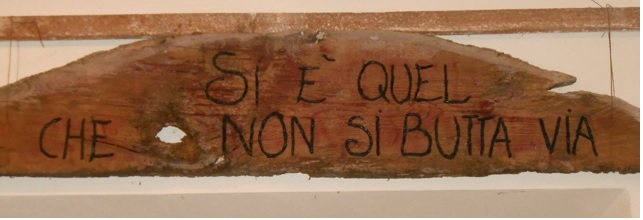 SI È QUEL
CHE NON SI BUTTA VIA